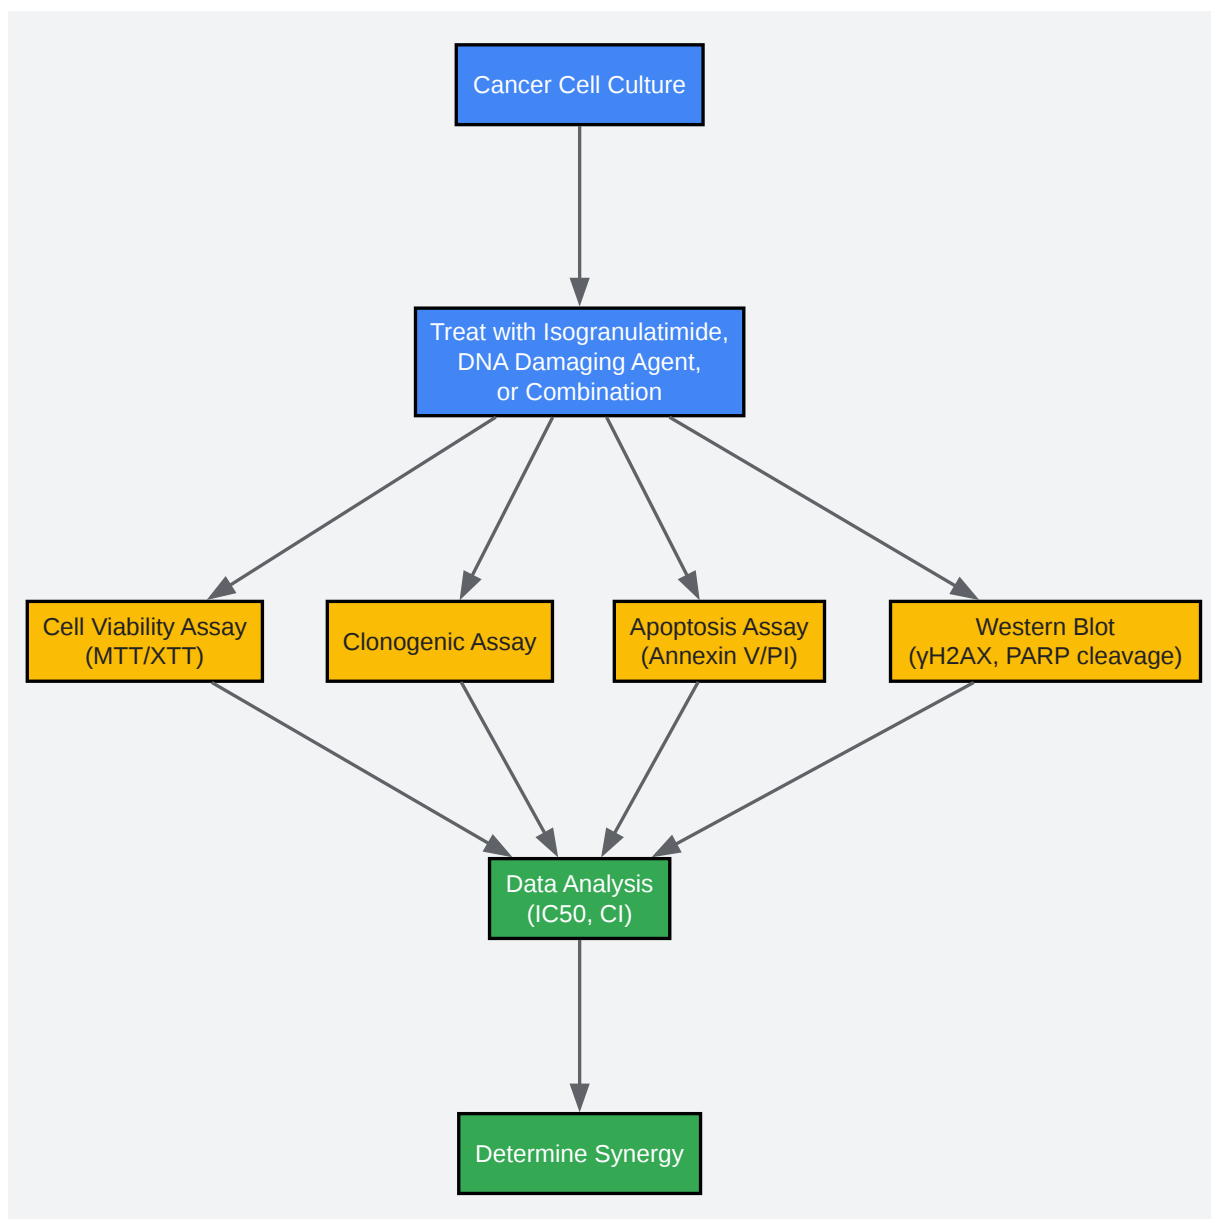 Cancer Cell Culture
Treat with Isogranulatimide,
DNA Damaging Agent,
or Combination
Cell Viability Assay
(MTT/XTT)
Clonogenic Assay
Apoptosis Assay
(Annexin V/PI)
Western Blot
(γH2AX, PARP cleavage)
Data Analysis
(IC50, CI)
Determine Synergy